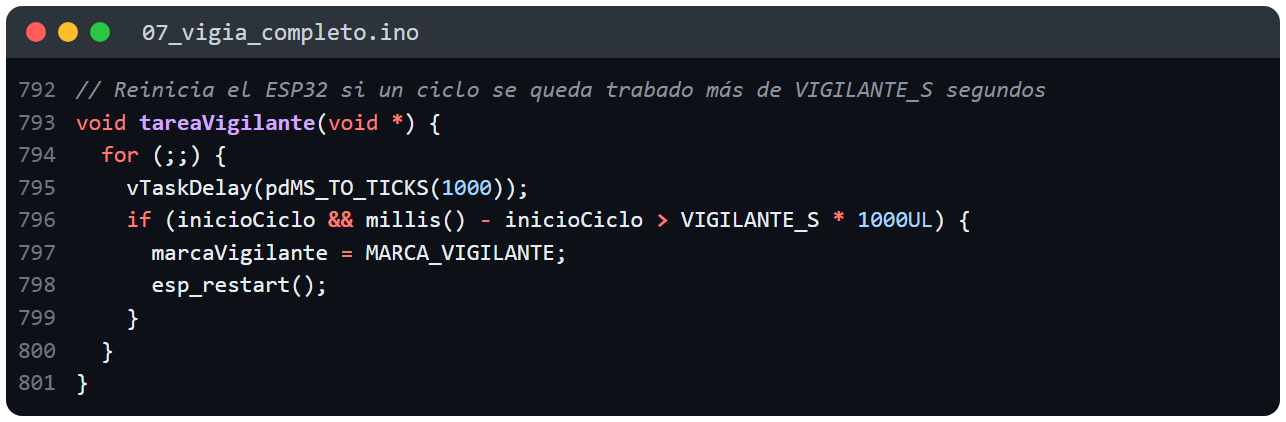 07_vigia_completo.ino
792 // Reinicia el ESP32 si un ciclo se queda trabado más de VIGILANTE_S segundos
793 void tareaVigilante(void *) {
794   for (;;) {
795     vTaskDelay(pdMS_TO_TICKS(1000));
796     if (inicioCiclo && millis() - inicioCiclo > VIGILANTE_S * 1000UL) {
797       marcaVigilante = MARCA_VIGILANTE;
798       esp_restart();
799     }
800   }
801 }